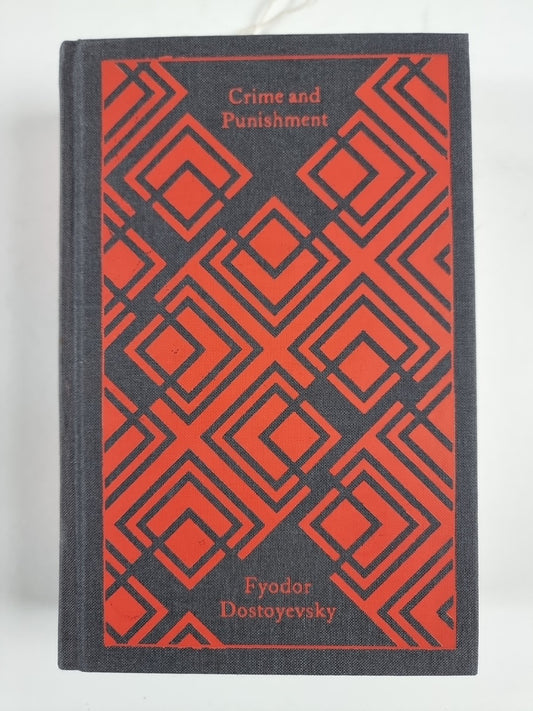 Crime and
Punishment
Fyodor
Dostoyevsky